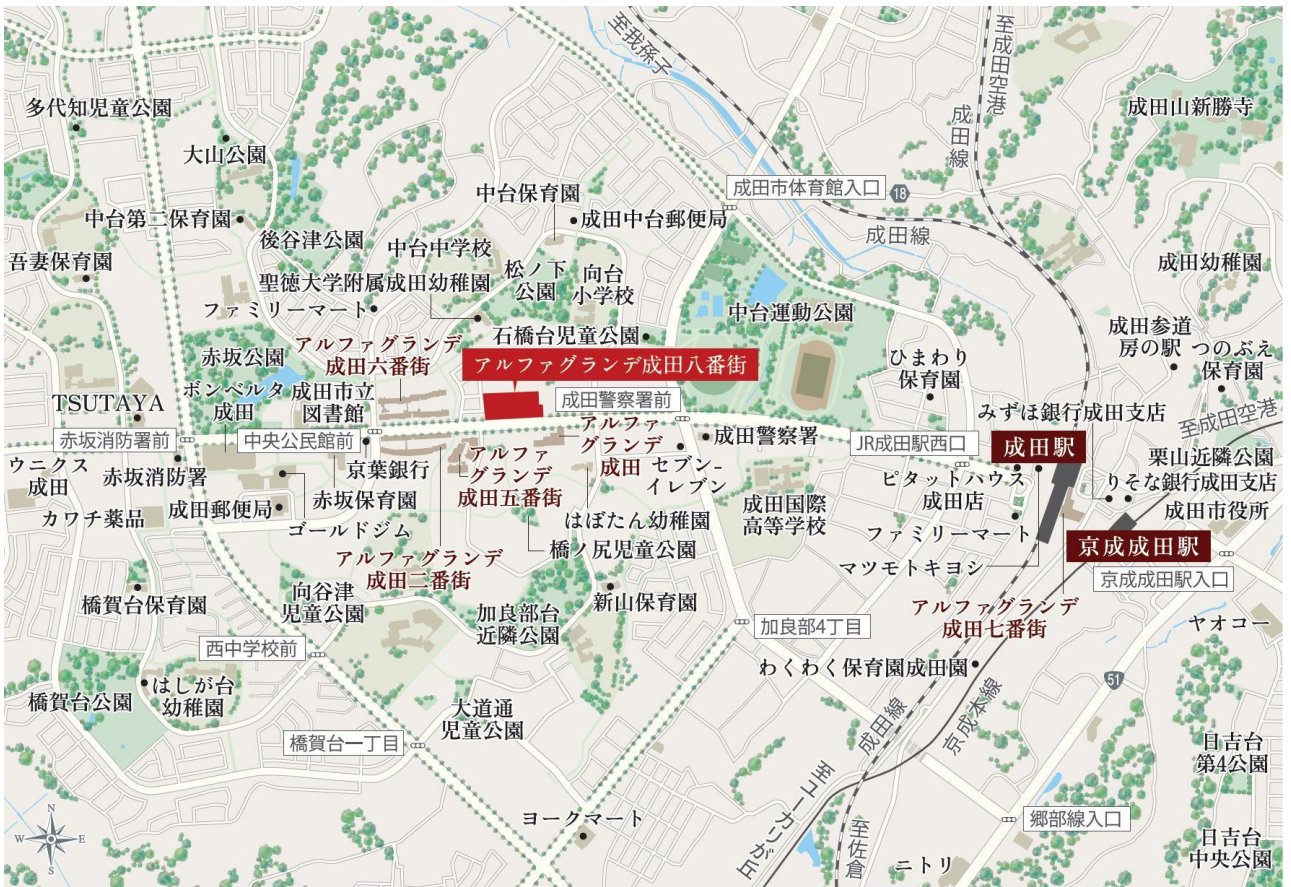 至我孫子
至成田空港
成田線
成田山新勝寺
多代知児童公園
大山公園
成田市体育館入口
18
中台保育園
成田中台郵便局
中台第二保育園
成田線
後谷津公園
中台中学校
吾妻保育園
松ノ下
公園
向台
小学校
成田幼稚園
聖徳大学附属成田幼稚園
ファミリーマート
中台運動公園
石橋台児童公園
成田参道
房の駅
つのぶえ
保育園
アルファグランデ
成田六番街
赤坂公園
ひまわり
保育園
アルファグランデ成田八番街
ボンベルタ
成田
成田市立
図書館
TSUTAYA
成田警察署前
みずほ銀行成田支店
至成田空港
赤坂消防署前
中央公民館前
アルファ
グランデ
成田
成田警察署
JR成田駅西口
成田駅
ウニクス
成田
赤坂消防署
京葉銀行
アルファ
グランデ
成田五番街
セブン-
イレブン
栗山近隣公園
ピタットハウス
成田店
りそな銀行成田支店
成田郵便局
赤坂保育園
成田国際
高等学校
成田市役所
カワチ薬品
ゴールドジム
はぼたん幼稚園
ファミリーマート
京成成田駅
アルファグランデ
成田二番街
橋ノ尻児童公園
マツモトキヨシ
京成成田駅入口
向谷津
児童公園
橋賀台保育園
新山保育園
加良部台
近隣公園
アルファグランデ
成田七番街
加良部4丁目
ヤオコー
西中学校前
わくわく保育園成田園
51
橋賀台公園
はしが台
幼稚園
大道通
児童公園
成田線
京成本線
橋賀台一丁目
日吉台
第4公園
至ユーカリが丘
ヨークマート
郷部線入口
至佐倉
日吉台
中央公園
ニトリ
N
W
E
S